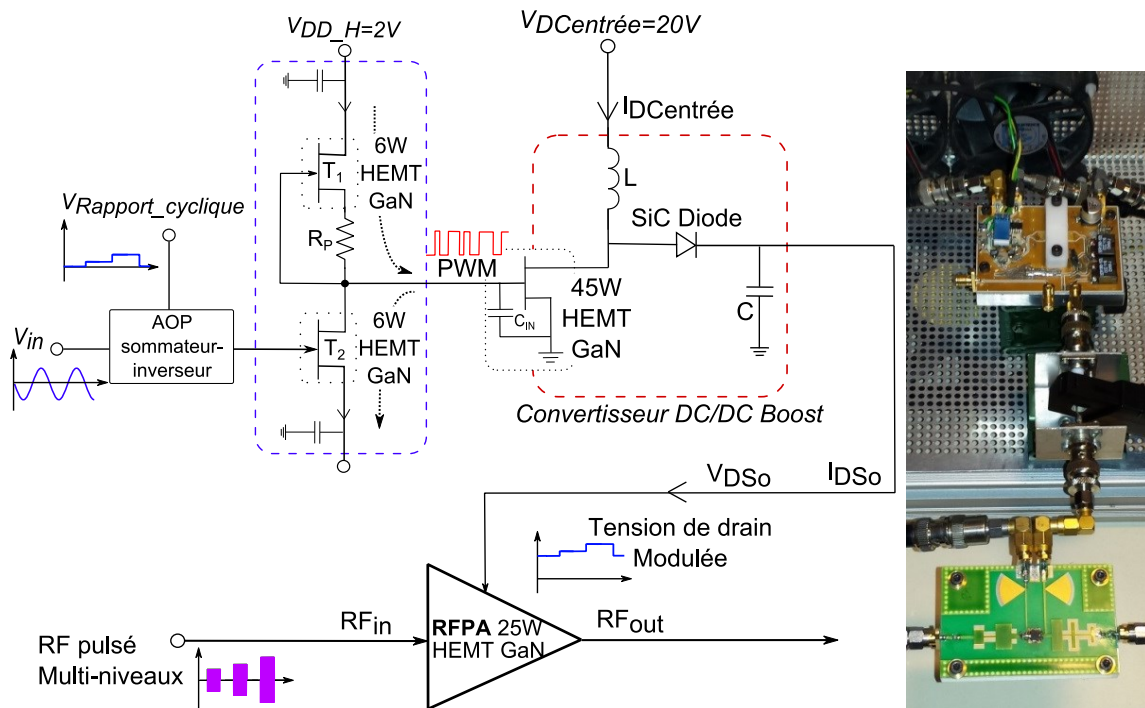 VDD_H=2V
VDCentrée=20V
IDCentrée
6W
HEMT
GaN
T1
RP
VRapport_cyclique
L
SiC Diode
PWM
45W
HEMT
GaN
CIN
C
Vin
AOP
sommateur-
inverseur
6W
HEMT
GaN
T2
Convertisseur DC/DC Boost
VDSo
IDSo
Tension de drain
Modulée
RFin
RFPA 25W
HEMT GaN
RFout
RF pulsé
Multi-niveaux